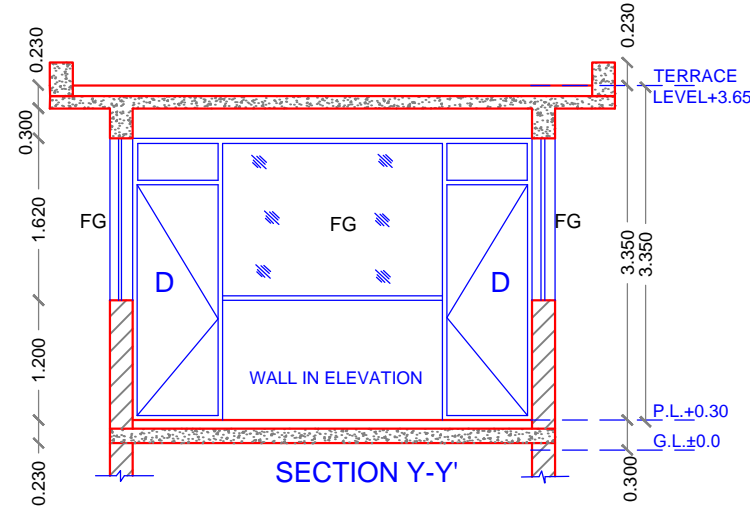 0.230
0.230
TERRACE
LEVEL+3.65
0.300
1.620
FG
FG
FG
3.350
3.350
D
D
1.200
WALL IN ELEVATION
P.L.+0.30
G.L.±0.0
0.230
SECTION Y-Y'
0.300